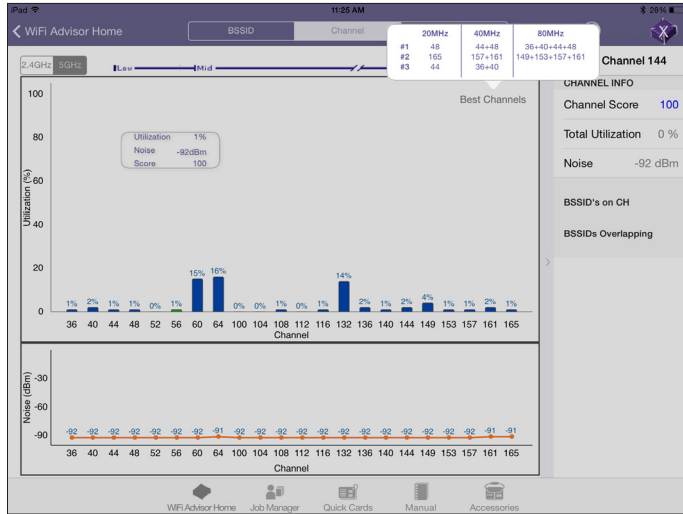 iPad 11:25 AM 28%
WiFi Advisor Home BSSID Channel
20MHz 40MHz 80MHz
#1 48 44+48 36+40+44+48
#2 165 157+161 149+153+157+161
#3 44 36+40
2.4GHz 5GHz Low Mid
Channel 144
CHANNEL INFO
Channel Score 100
Total Utilization 0 %
Noise -92 dBm
BSSID's on CH
BSSIDs Overlapping
Best Channels
Utilization 1%
Noise -92dBm
Score 100
Utilization (%)
100
80
60
40
20
0
1% 2% 1% 1% 0% 1% 15% 16% 0% 0% 1% 0% 1% 14% 2% 1% 2% 4% 1% 1% 2% 1%
36 40 44 48 52 56 60 64 100 104 108 112 116 132 136 140 144 149 153 157 161 165
Channel
Noise (dBm)
-30
-60
-90
-92 -92 -92 -92 -92 -92 -92 -91 -92 -92 -92 -92 -92 -92 -92 -92 -92 -92 -92 -92 -91 -91
36 40 44 48 52 56 60 64 100 104 108 112 116 132 136 140 144 149 153 157 161 165
Channel
WiFi Advisor Home Job Manager Quick Cards Manual Accessories